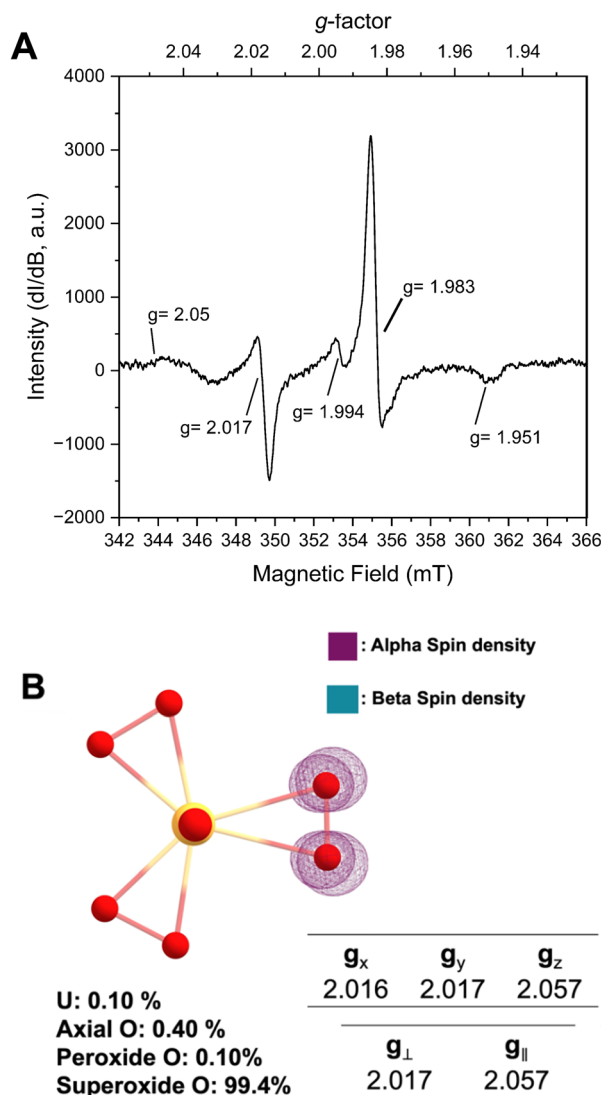 A
g-factor
2.04 2.02 2.00 1.98 1.96 1.94
Intensity (dI/dB, a.u.)
4000
3000
2000
1000
0
−1000
−2000
g= 2.05
g= 2.017
g= 1.994
g= 1.983
g= 1.951
342 344 346 348 350 352 354 356 358 360 362 364 366
Magnetic Field (mT)
B
: Alpha Spin density
: Beta Spin density
U: 0.10 %
Axial O: 0.40 %
Peroxide O: 0.10%
Superoxide O: 99.4%
gx gy gz
2.016 2.017 2.057
g⊥ g∥
2.017 2.057